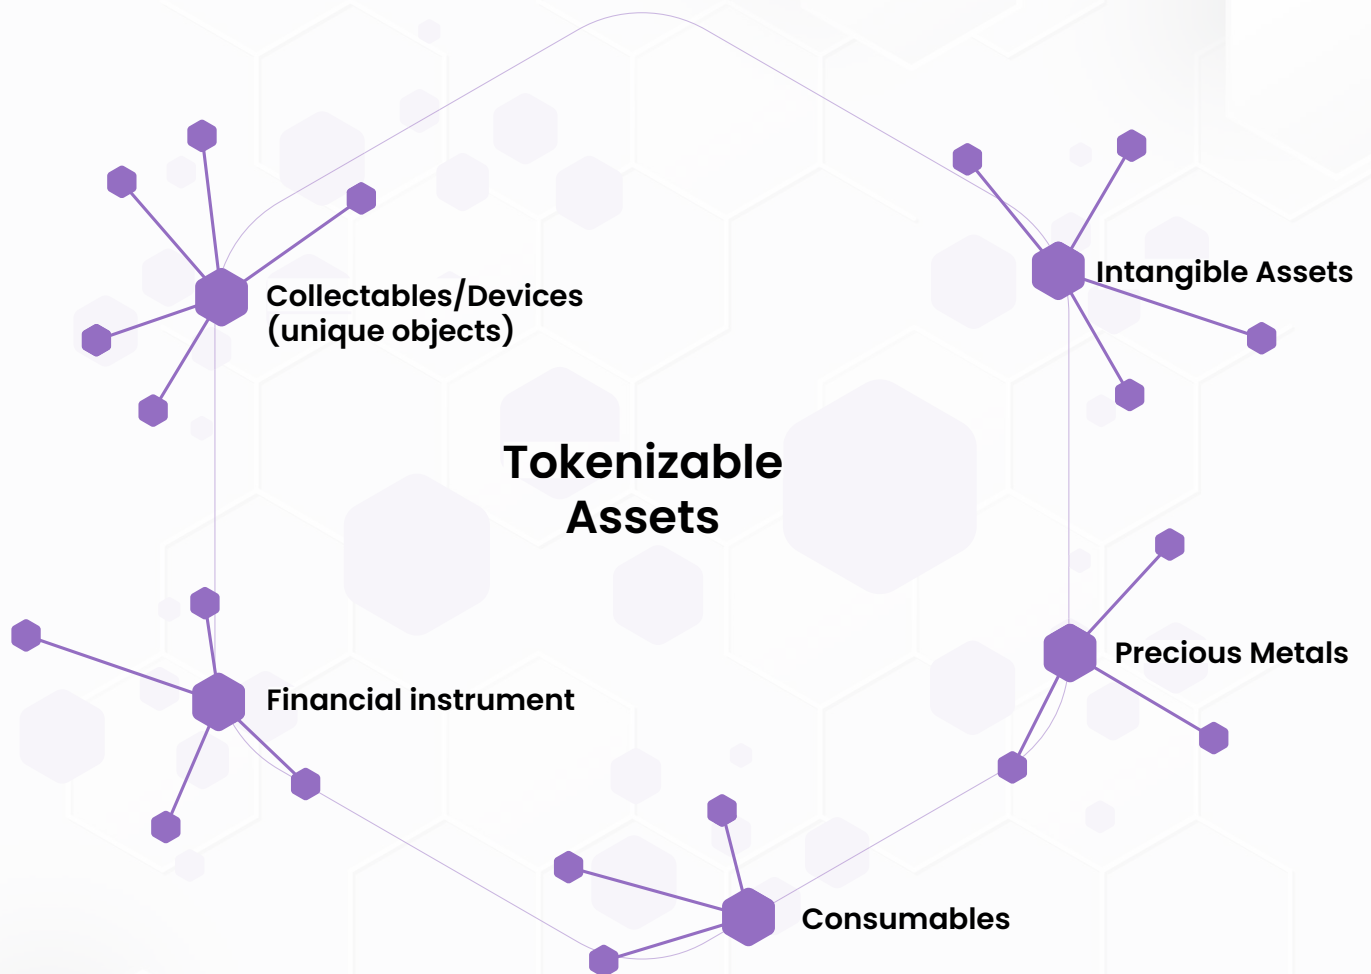 Intangible Assets
Collectables/Devices
(unique objects)
Tokenizable
Assets
Precious Metals
Financial instrument
Consumables